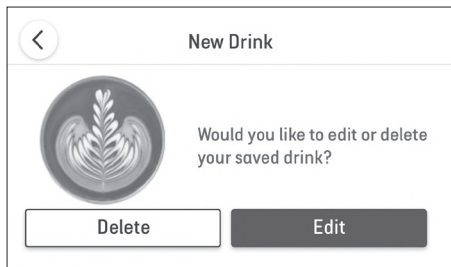 New Drink
Would you like to edit or delete
your saved drink?
Delete
Edit